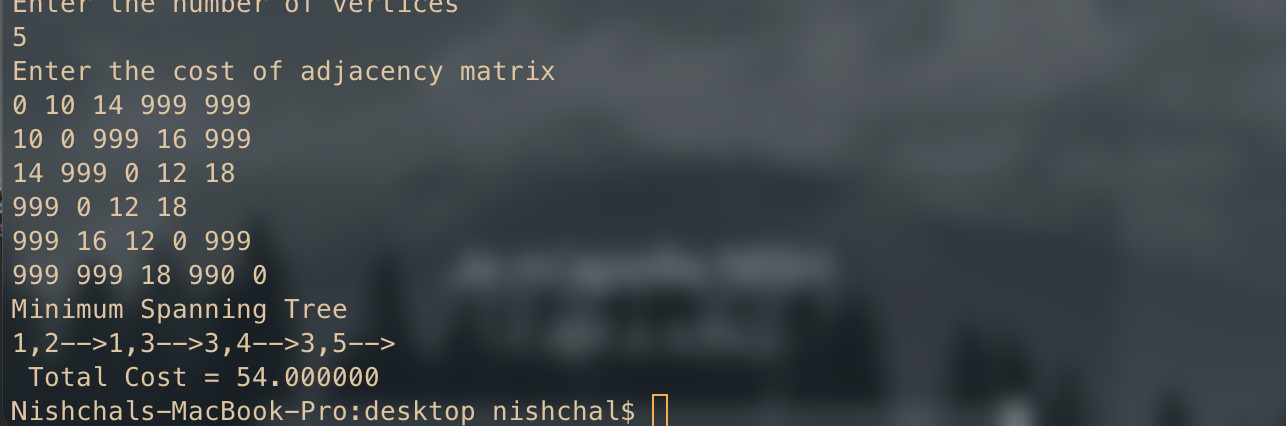 Enter the number of vertices
5
Enter the cost of adjacency matrix
0 10 14 999 999
10 0 999 16 999
14 999 0 12 18
999 0 12 18
999 16 12 0 999
999 999 18 990 0
Minimum Spanning Tree
1,2-->1,3-->3,4-->3,5-->
Total Cost = 54.000000
Nishchals-MacBook-Pro:desktop nishchal$